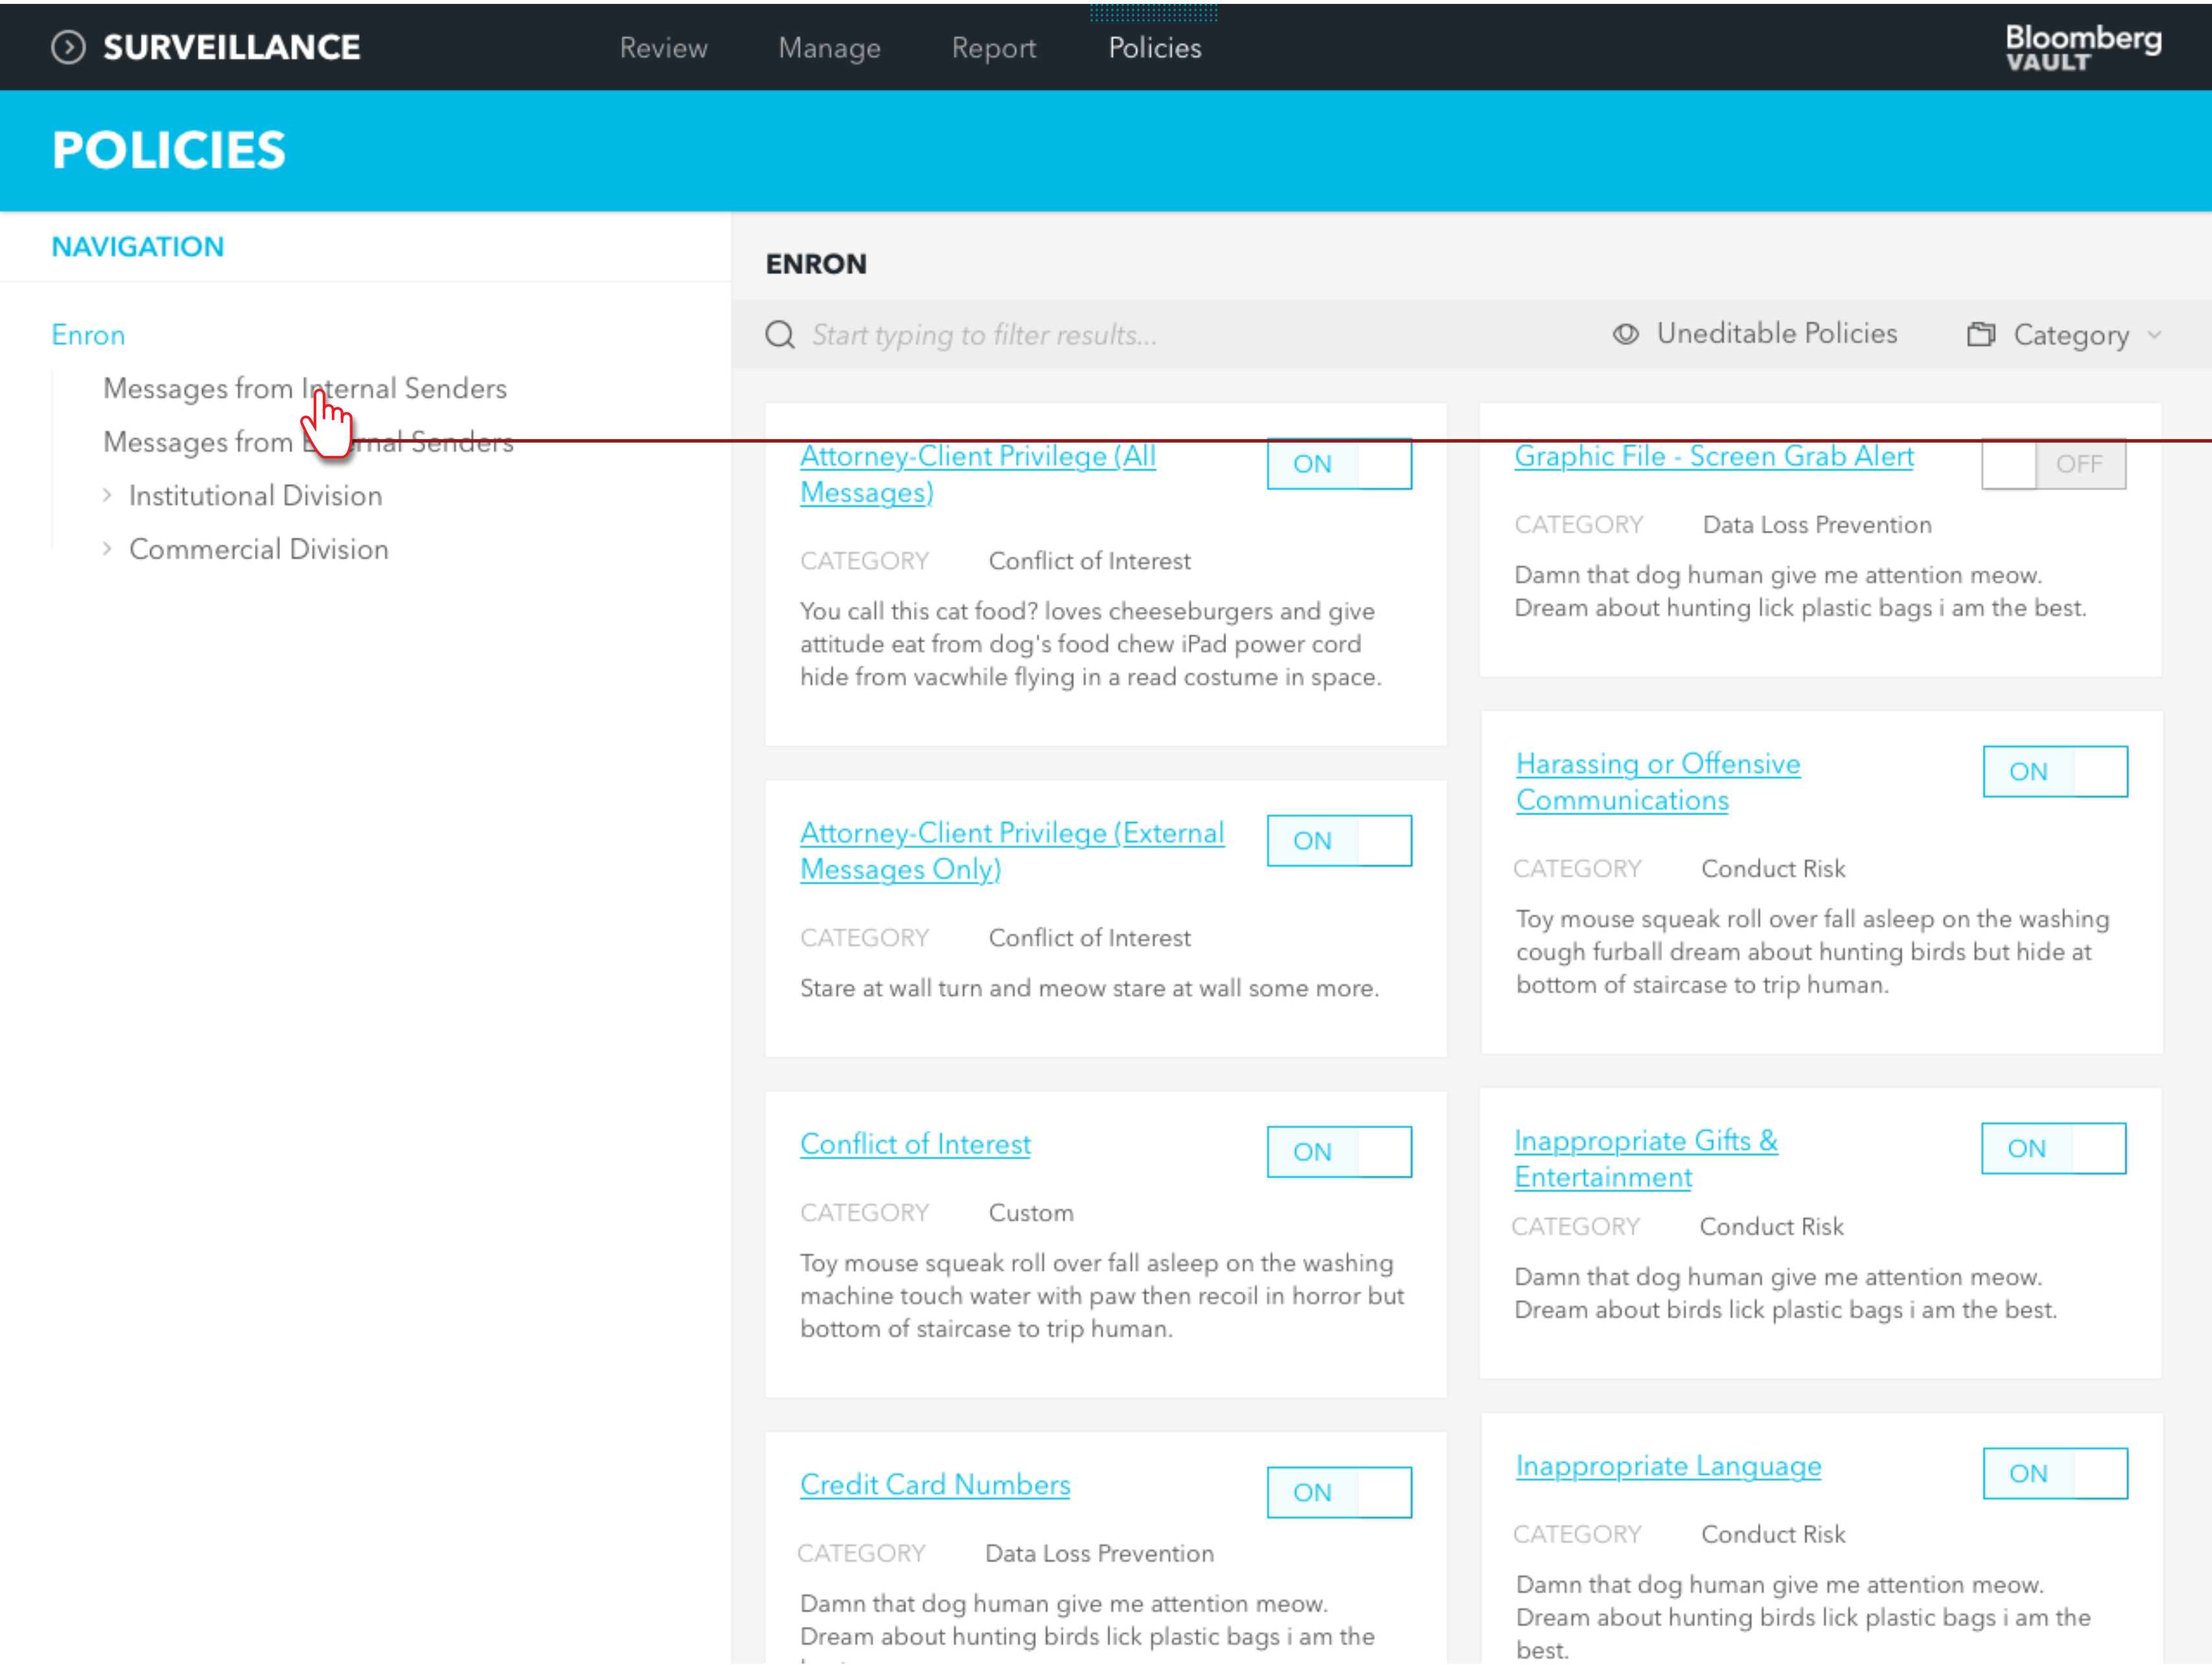 SURVEILLANCE
Review
Manage
Report
Policies
Bloomberg
VAULT
POLICIES
NAVIGATION
Enron
Messages from Internal Senders
Messages from External Senders
Institutional Division
Commercial Division
ENRON
Start typing to filter results...
Uneditable Policies
Category
Attorney-Client Privilege (All
Messages)
ON
CATEGORY Conflict of Interest
You call this cat food? loves cheeseburgers and give
attitude eat from dog's food chew iPad power cord
hide from vacwhile flying in a read costume in space.
Attorney-Client Privilege (External
Messages Only)
ON
CATEGORY Conflict of Interest
Stare at wall turn and meow stare at wall some more.
Conflict of Interest
ON
CATEGORY Custom
Toy mouse squeak roll over fall asleep on the washing
machine touch water with paw then recoil in horror but
bottom of staircase to trip human.
Credit Card Numbers
ON
CATEGORY Data Loss Prevention
Damn that dog human give me attention meow.
Dream about hunting birds lick plastic bags i am the
Graphic File - Screen Grab Alert
OFF
CATEGORY Data Loss Prevention
Damn that dog human give me attention meow.
Dream about hunting lick plastic bags i am the best.
Harassing or Offensive
Communications
ON
CATEGORY Conduct Risk
Toy mouse squeak roll over fall asleep on the washing
cough furball dream about hunting birds but hide at
bottom of staircase to trip human.
Inappropriate Gifts &
Entertainment
ON
CATEGORY Conduct Risk
Damn that dog human give me attention meow.
Dream about birds lick plastic bags i am the best.
Inappropriate Language
ON
CATEGORY Conduct Risk
Damn that dog human give me attention meow.
Dream about hunting birds lick plastic bags i am the
best.